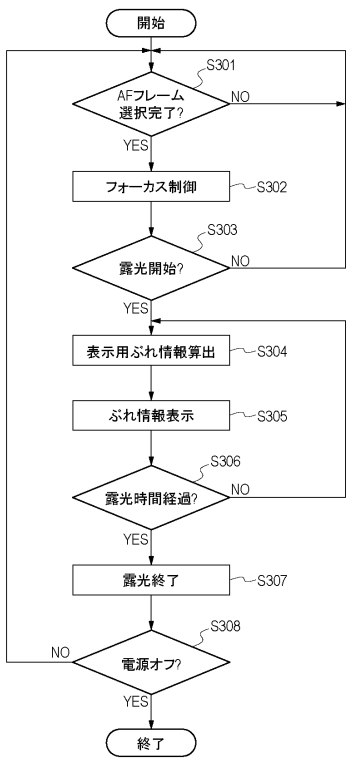 開始
S301
AFフレーム
選択完了?
NO
YES
フォーカス制御
S302
S303
露光開始?
NO
YES
表示用ぶれ情報算出
S304
ぶれ情報表示
S305
S306
露光時間経過?
NO
YES
露光終了
S307
S308
NO
電源オフ?
YES
終了